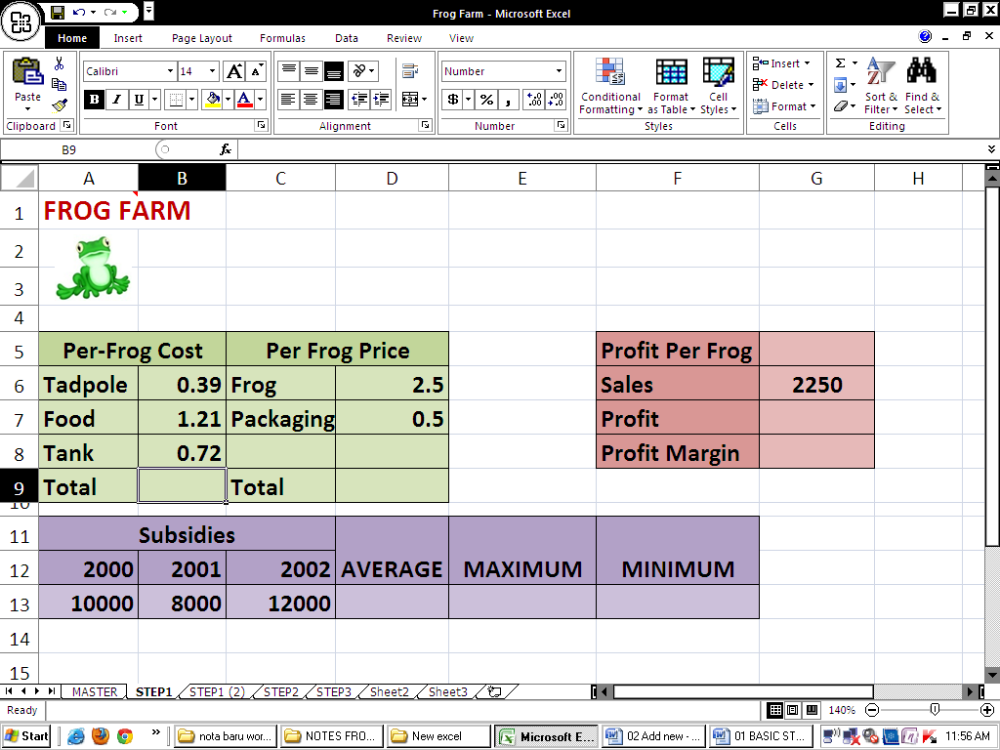 Frog Farm - Microsoft Excel
Home Insert Page Layout Formulas Data Review View
Paste
Calibri 14
B I U
A A
Number
$ % ,
Conditional Formatting
Format as Table
Cell Styles
Insert
Delete
Format
Σ
Sort & Filter
Find & Select
Clipboard Font Alignment Number Styles Cells Editing
B9 fx
A B C D E F G H
1 FROG FARM
2
3
4
5 Per-Frog Cost Per Frog Price Profit Per Frog
6 Tadpole 0.39 Frog 2.5 Sales 2250
7 Food 1.21 Packaging 0.5 Profit
8 Tank 0.72 Profit Margin
9 Total Total
10
11 Subsidies
12 2000 2001 2002 AVERAGE MAXIMUM MINIMUM
13 10000 8000 12000
14
15
MASTER STEP1 STEP1 (2) STEP2 STEP3 Sheet2 Sheet3
Ready 140%
Start » nota baru wor... NOTES FRO... New excel Microsoft E... 02 Add new - ... 01 BASIC ST... 11:56 AM